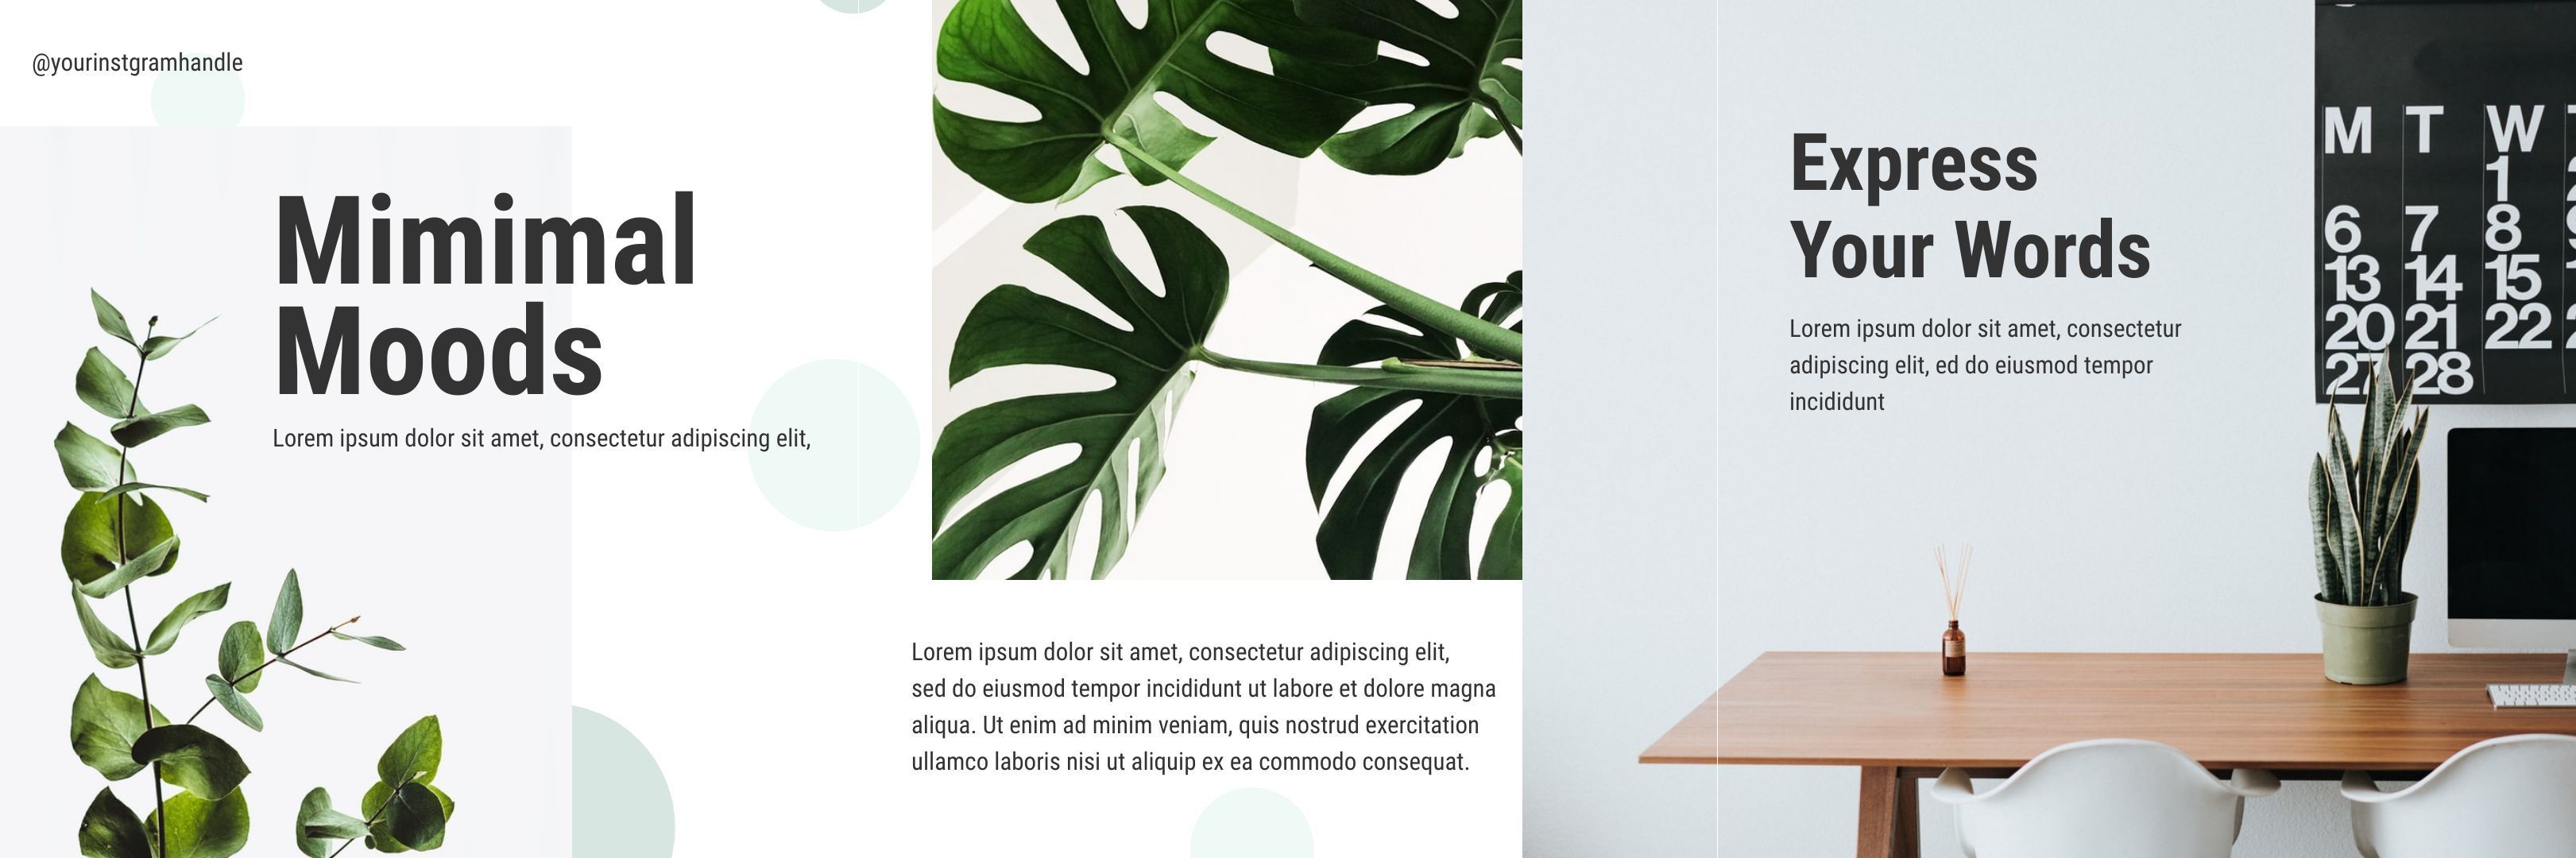 @yourinstgramhandle
Mimimal
Moods
Lorem ipsum dolor sit amet, consectetur adipiscing elit,
Lorem ipsum dolor sit amet, consectetur adipiscing elit,
sed do eiusmod tempor incididunt ut labore et dolore magna
aliqua. Ut enim ad minim veniam, quis nostrud exercitation
ullamco laboris nisi ut aliquip ex ea commodo consequat.
Express
Your Words
Lorem ipsum dolor sit amet, consectetur
adipiscing elit, ed do eiusmod tempor
incididunt
M T W
1
6 7 8
13 14 15
20 21 22
27 28